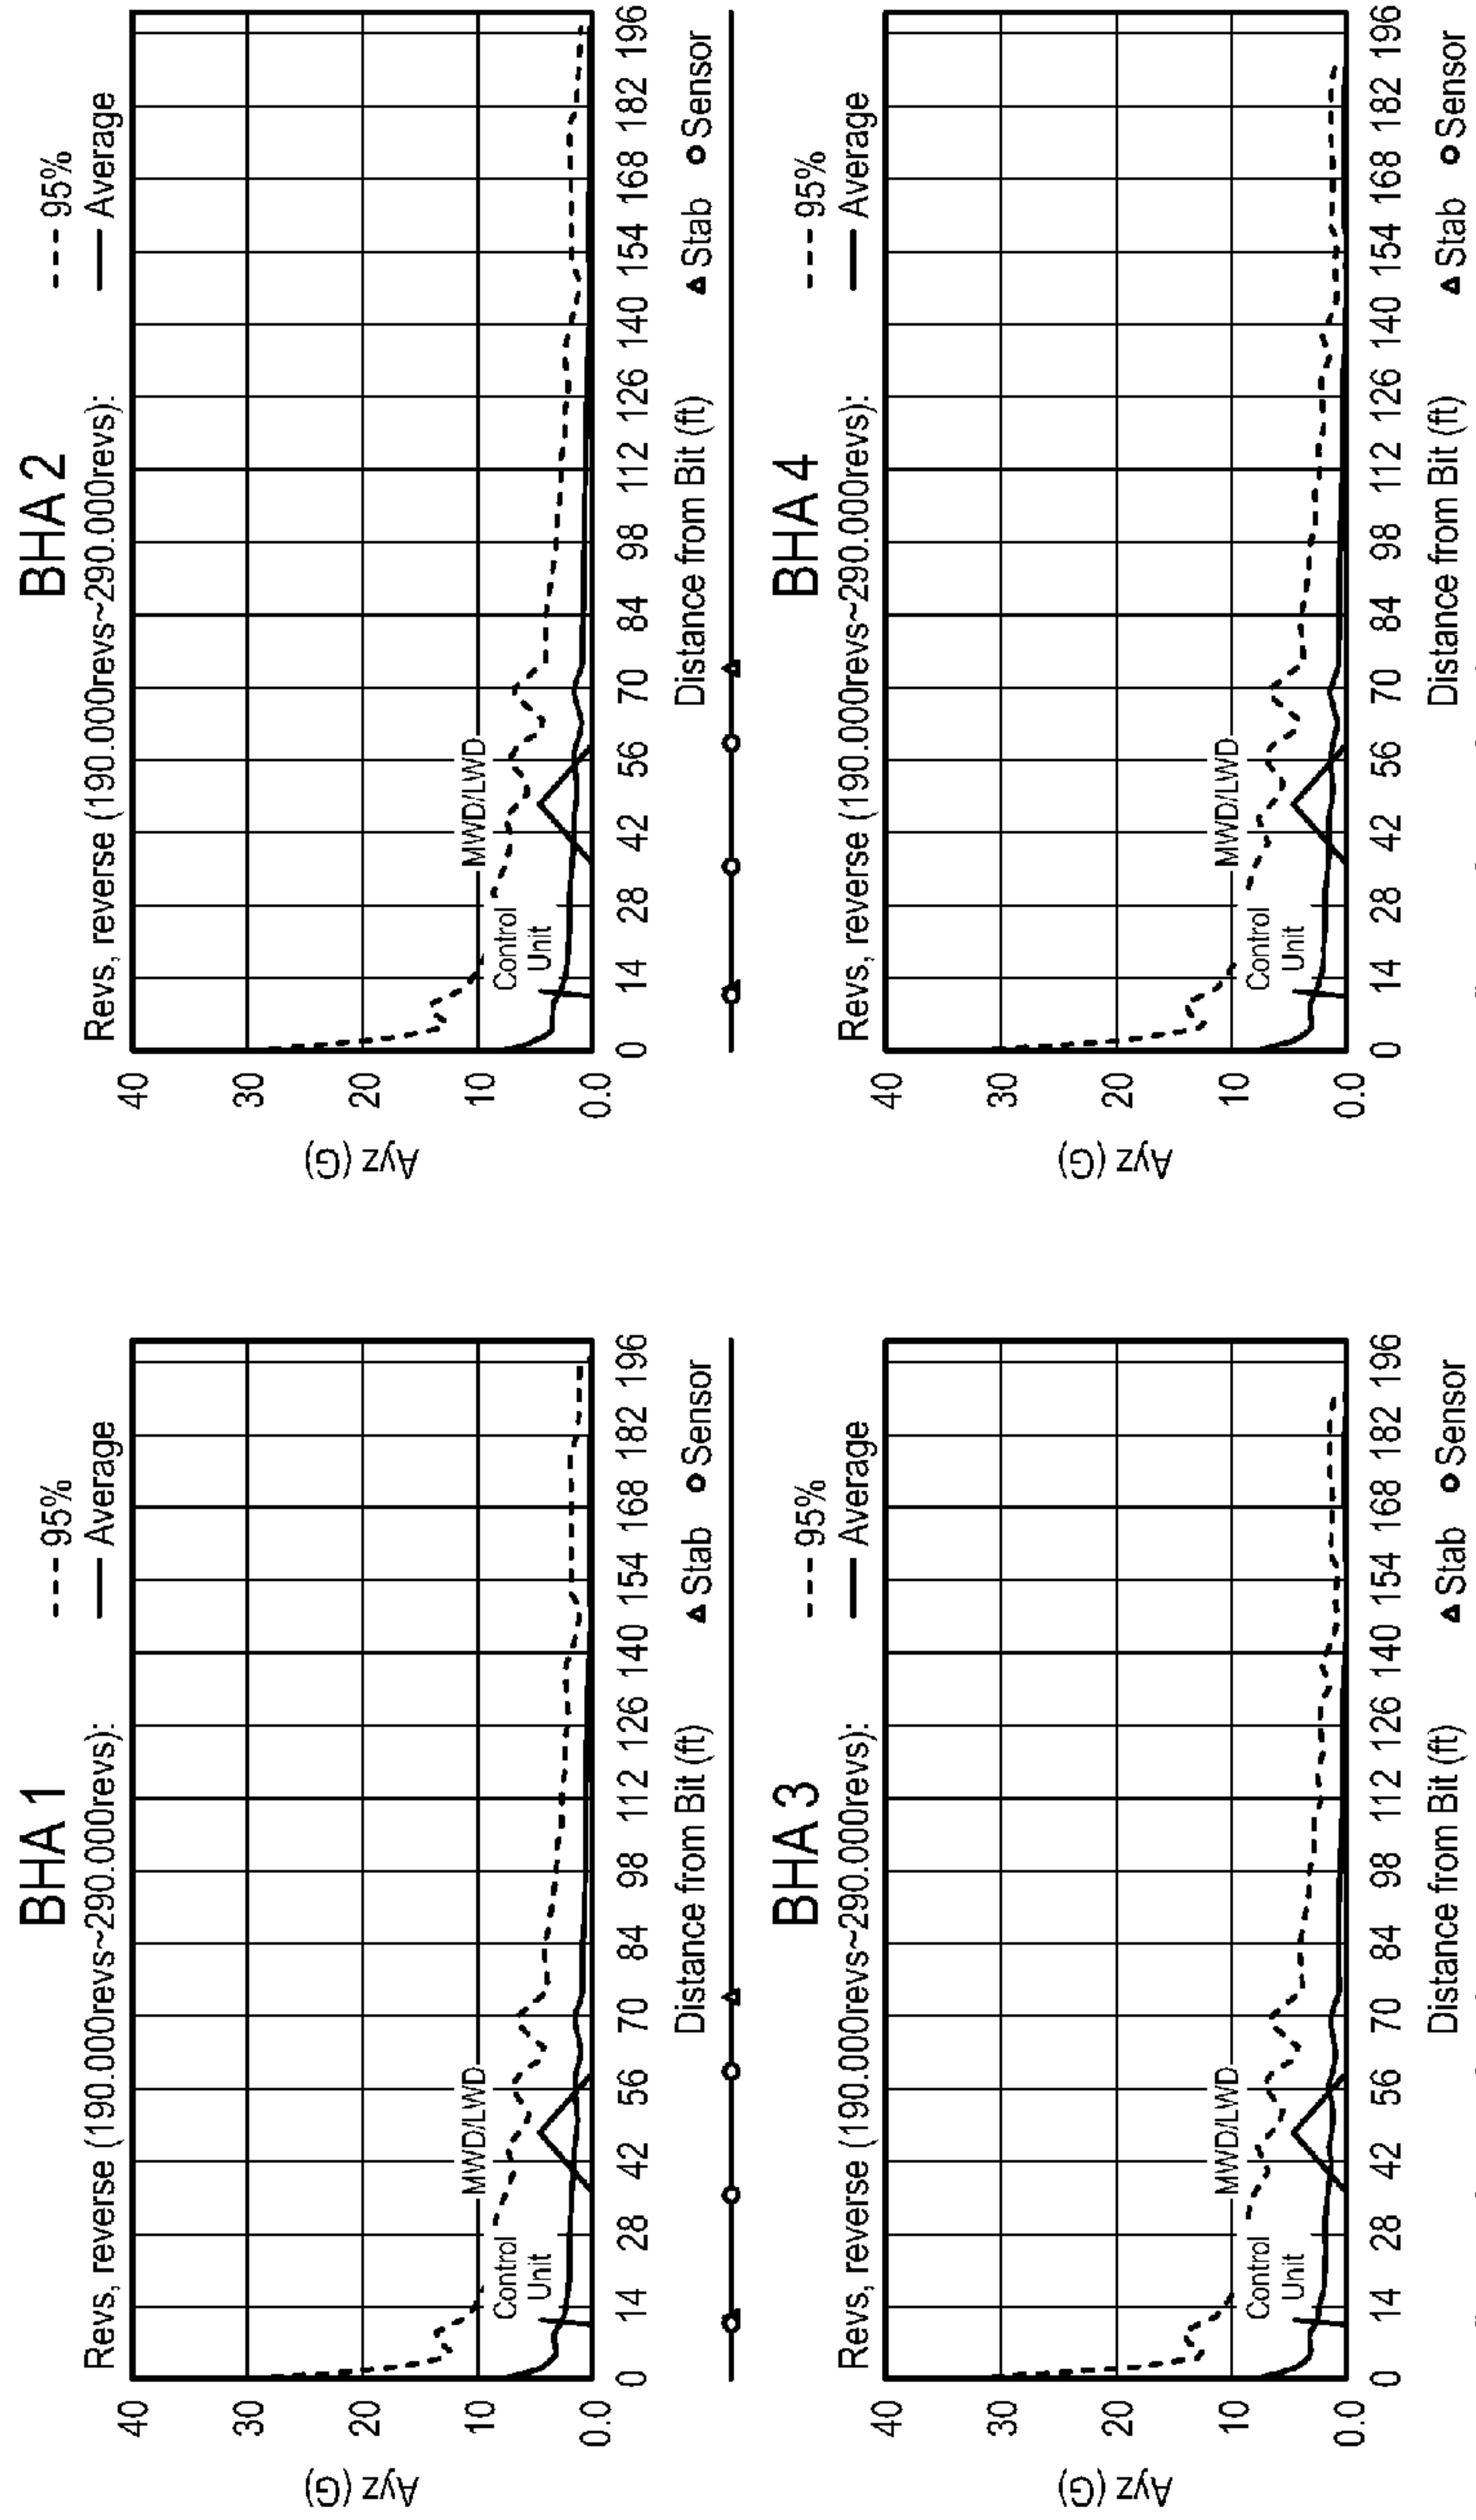 BHA 1
Revs, reverse (190.000revs~290.000revs):
--- 95%
— Average
Ayz (G)
40
30
20
10
0.0
MWD/LWD
Control
Unit
0 14 28 42 56 70 84 98 112 126 140 154 168 182 196
Distance from Bit (ft)
▲ Stab ○ Sensor
BHA 2
Revs, reverse (190.000revs~290.000revs):
--- 95%
— Average
Ayz (G)
40
30
20
10
0.0
MWD/LWD
Control
Unit
0 14 28 42 56 70 84 98 112 126 140 154 168 182 196
Distance from Bit (ft)
▲ Stab ○ Sensor
BHA 3
Revs, reverse (190.000revs~290.000revs):
--- 95%
— Average
Ayz (G)
40
30
20
10
0.0
MWD/LWD
Control
Unit
0 14 28 42 56 70 84 98 112 126 140 154 168 182 196
Distance from Bit (ft)
▲ Stab ○ Sensor
BHA 4
Revs, reverse (190.000revs~290.000revs):
--- 95%
— Average
Ayz (G)
40
30
20
10
0.0
MWD/LWD
Control
Unit
0 14 28 42 56 70 84 98 112 126 140 154 168 182 196
Distance from Bit (ft)
▲ Stab ○ Sensor